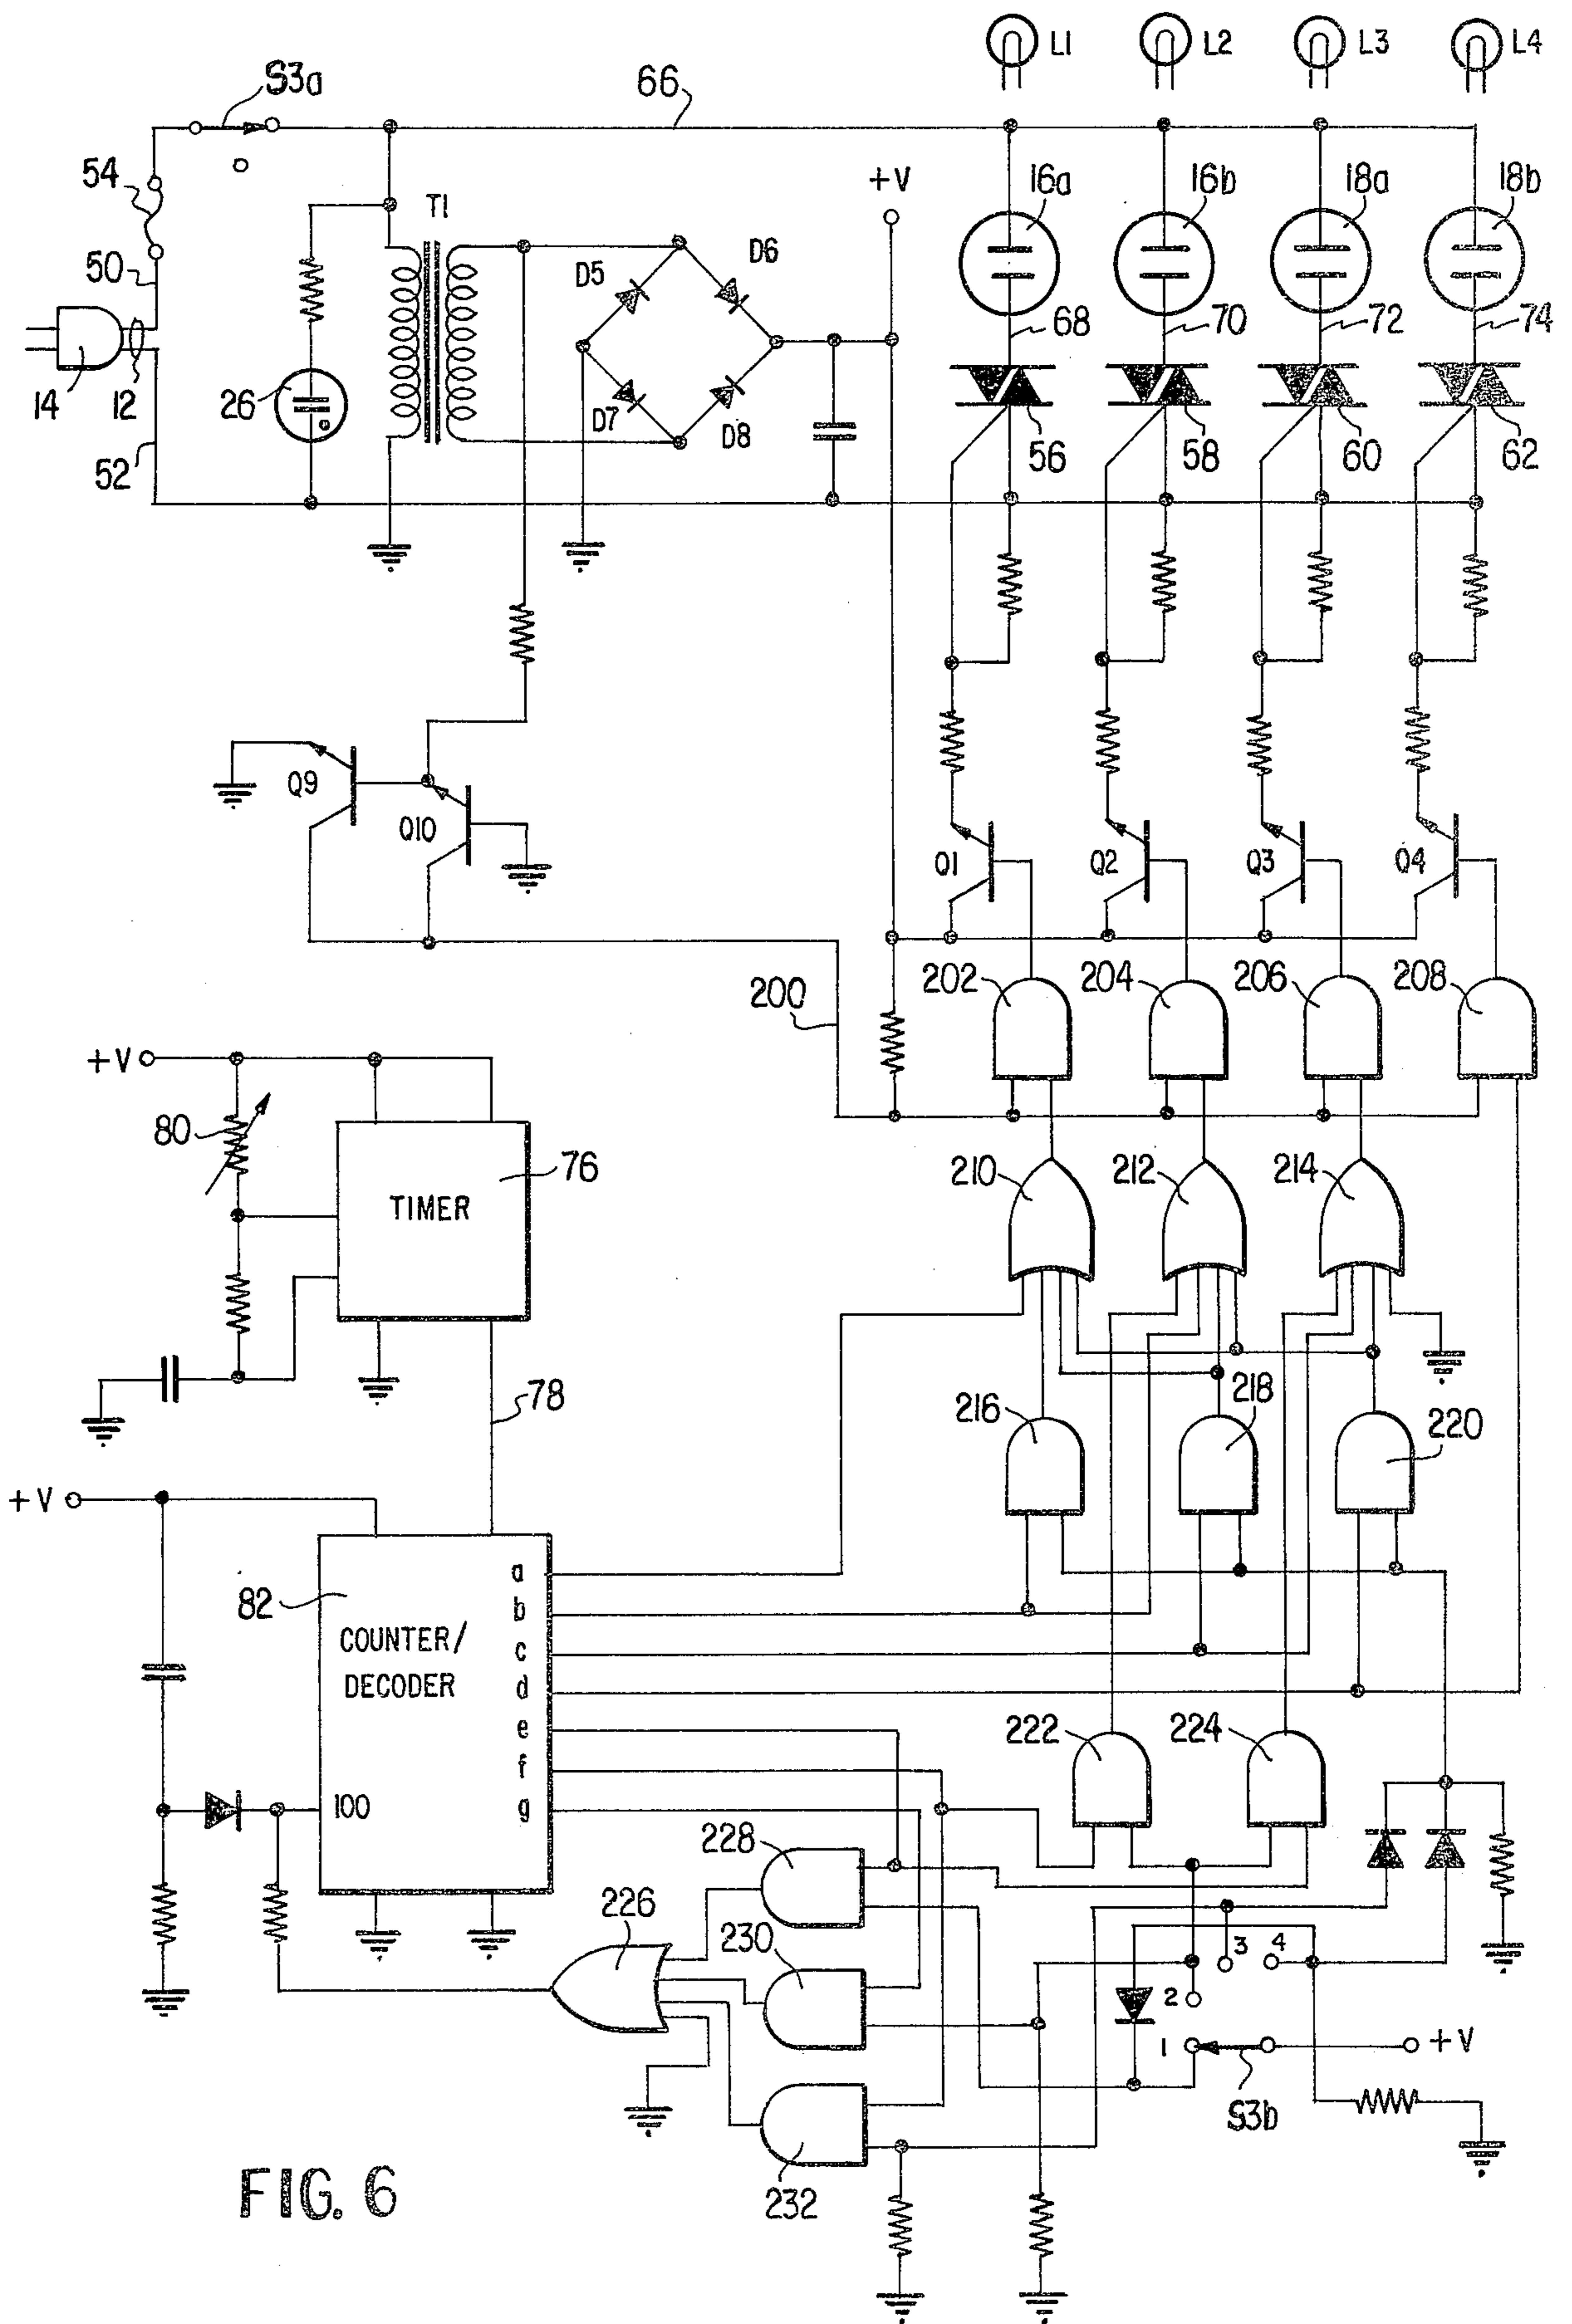 L1 L2 L3 L4
S3a 66
54 +V 16a 16b 18a 18b
T1
50 D5 D6
68 70 72 74
14 12 26 D7 D8
52 56 58 60 62
Q9 Q10 Q1 Q2 Q3 Q4
200 202 204 206 208
+V
80 76
TIMER
210 212 214
78
216 218 220
+V
82 a
b
COUNTER/ c
DECODER d
e 222 224
f
100 g
228
226
230 3 4
2
1 +V
S3b
232
FIG. 6